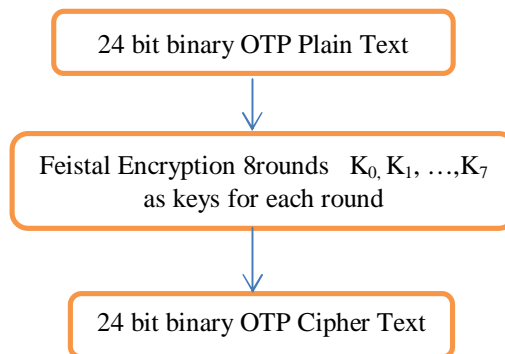 24 bit binary OTP Plain Text
Feistal Encryption 8rounds K₀, K₁, …,K₇
as keys for each round
24 bit binary OTP Cipher Text